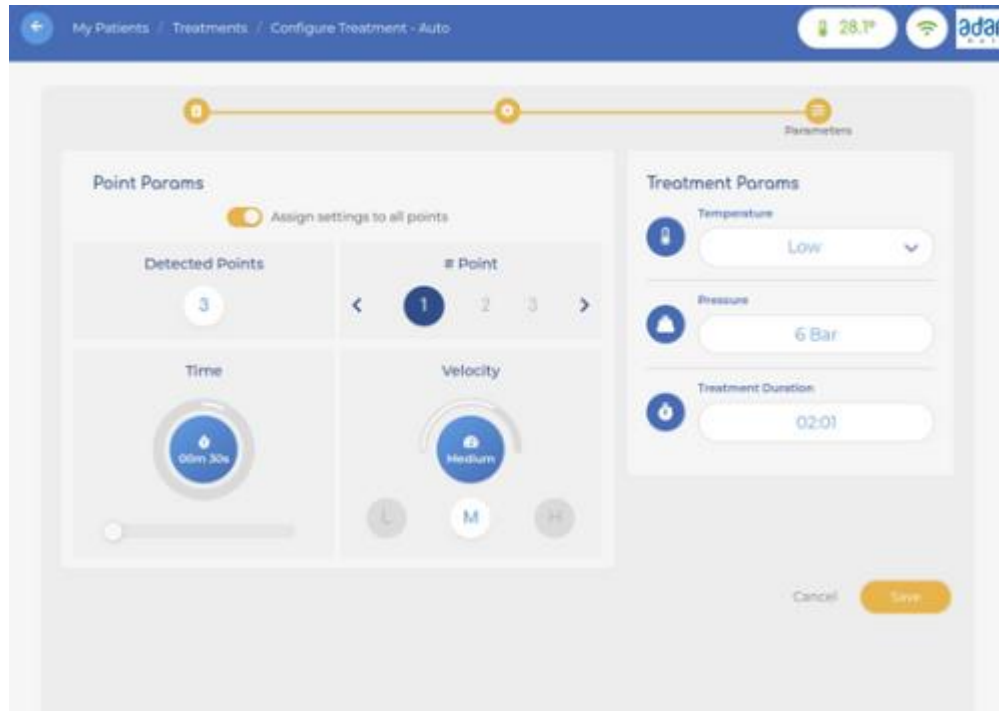 My Patients / Treatments / Configure Treatment - Auto
28.1°
Parameters
Point Params
Assign settings to all points
Detected Points
3
# Point
1 2 3
Time
00m 30s
Velocity
Medium
L M H
Treatment Params
Temperature
Low
Pressure
6 Bar
Treatment Duration
02:01
Cancel
Save